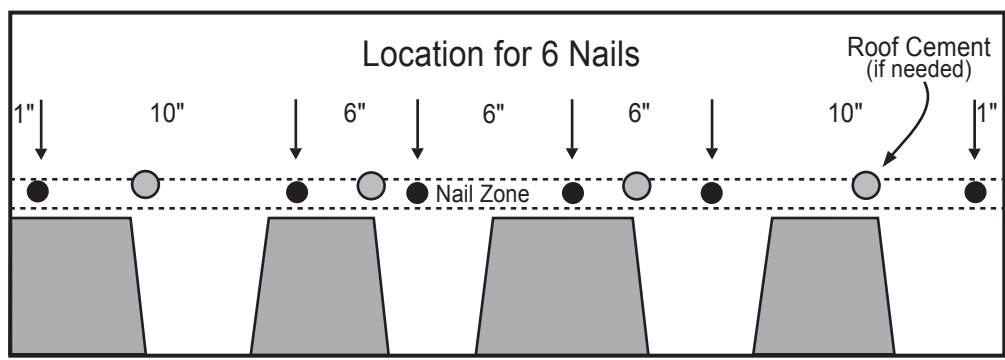 Location for 6 Nails
Roof Cement
(if needed)
1" 10" 6" 6" 6" 10" 1"
Nail Zone